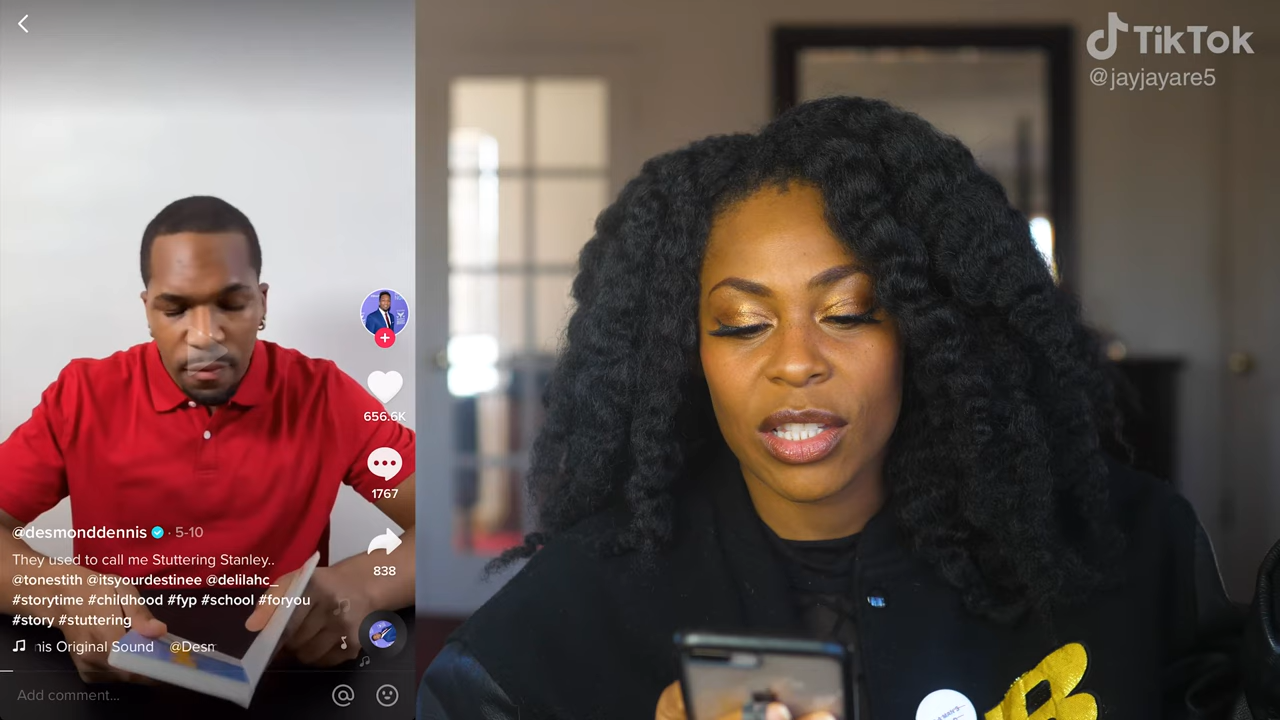 TikTok
@jayjayare5
656.6K
1767
838
@desmonddennis · 5-10
They used to call me Stuttering Stanley..
@tonestith @itsyourdestinee @delilahc_
#storytime #childhood #fyp #school #foryou
#story #stuttering
his Original Sound @Desm
Add comment...